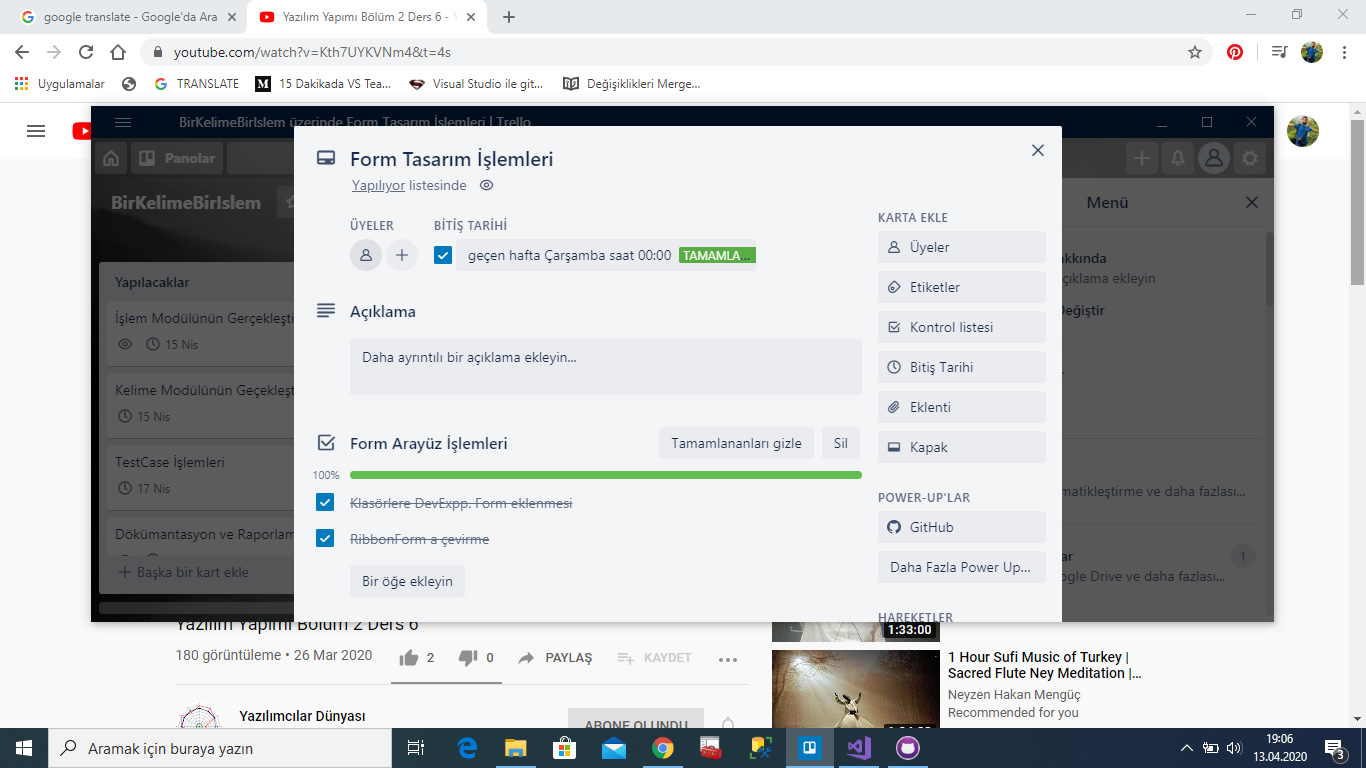 google translate - Google'da Ara
Yazılım Yapımı Bölüm 2 Ders 6 - Y
youtube.com/watch?v=Kth7UYKVNm4&t=4s
Uygulamalar
TRANSLATE
15 Dakikada VS Tea...
Visual Studio ile git...
Değişiklikleri Merge...
BirKelimeBirIslem üzerinde Form Tasarım İşlemleri | Trello
Panolar
BirKelimeBirIslem
Yapılacaklar
İşlem Modülünün Gerçekleşti
15 Nis
Kelime Modülünün Geçekleşt
15 Nis
TestCase İşlemleri
17 Nis
Dökümantasyon ve Raporlam
+ Başka bir kart ekle
Form Tasarım İşlemleri
Yapılıyor listesinde
ÜYELER
BİTİŞ TARİHİ
geçen hafta Çarşamba saat 00:00 TAMAMLA...
Açıklama
Daha ayrıntılı bir açıklama ekleyin...
Form Arayüz İşlemleri
Tamamlananları gizle
Sil
100%
Klasörlere DevExpp. Form eklenmesi
RibbonForm a çevirme
Bir öğe ekleyin
KARTA EKLE
Üyeler
Etiketler
Kontrol listesi
Bitiş Tarihi
Eklenti
Kapak
POWER-UP'LAR
GitHub
Daha Fazla Power Up...
HAREKETLER
Menü
akkında
çıklama ekleyin
Değiştir
matikleştirme ve daha fazlası...
ar
1
ogle Drive ve daha fazlası...
Yazılım Yapımı Bölüm 2 Ders 6
180 görüntüleme • 26 Mar 2020
2
0
PAYLAŞ
KAYDET
Yazılımcılar Dünyası
ABONE OLUNDU
1:33:00
1 Hour Sufi Music of Turkey |
Sacred Flute Ney Meditation |...
Neyzen Hakan Mengüç
Recommended for you
Aramak için buraya yazın
19:06
13.04.2020
3